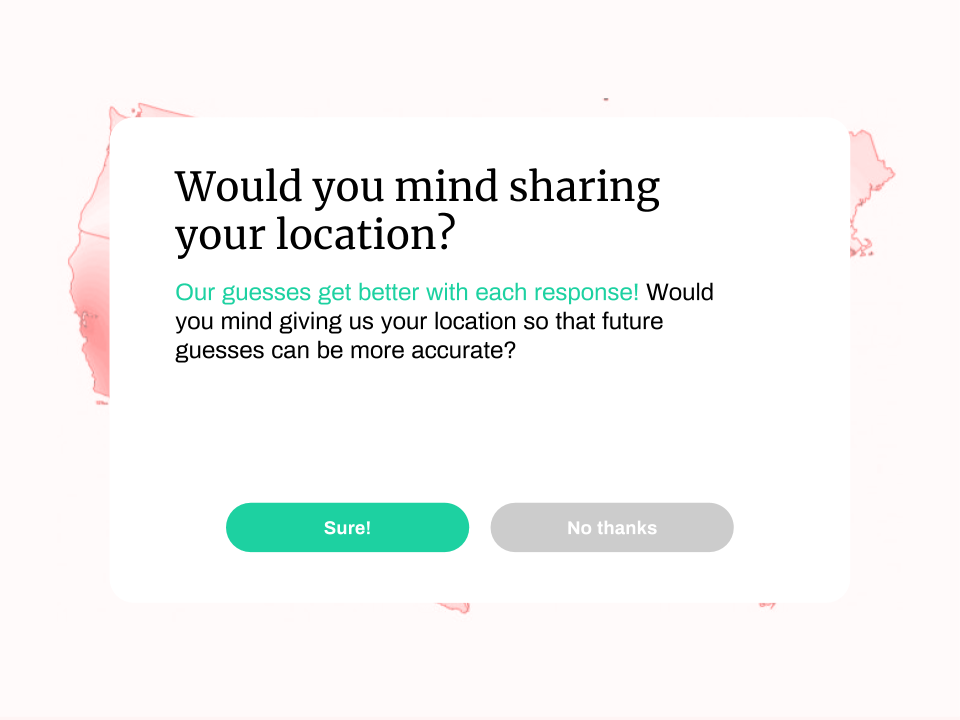 Would you mind sharing
your location?
Our guesses get better with each response! Would
you mind giving us your location so that future
guesses can be more accurate?
Sure!
No thanks